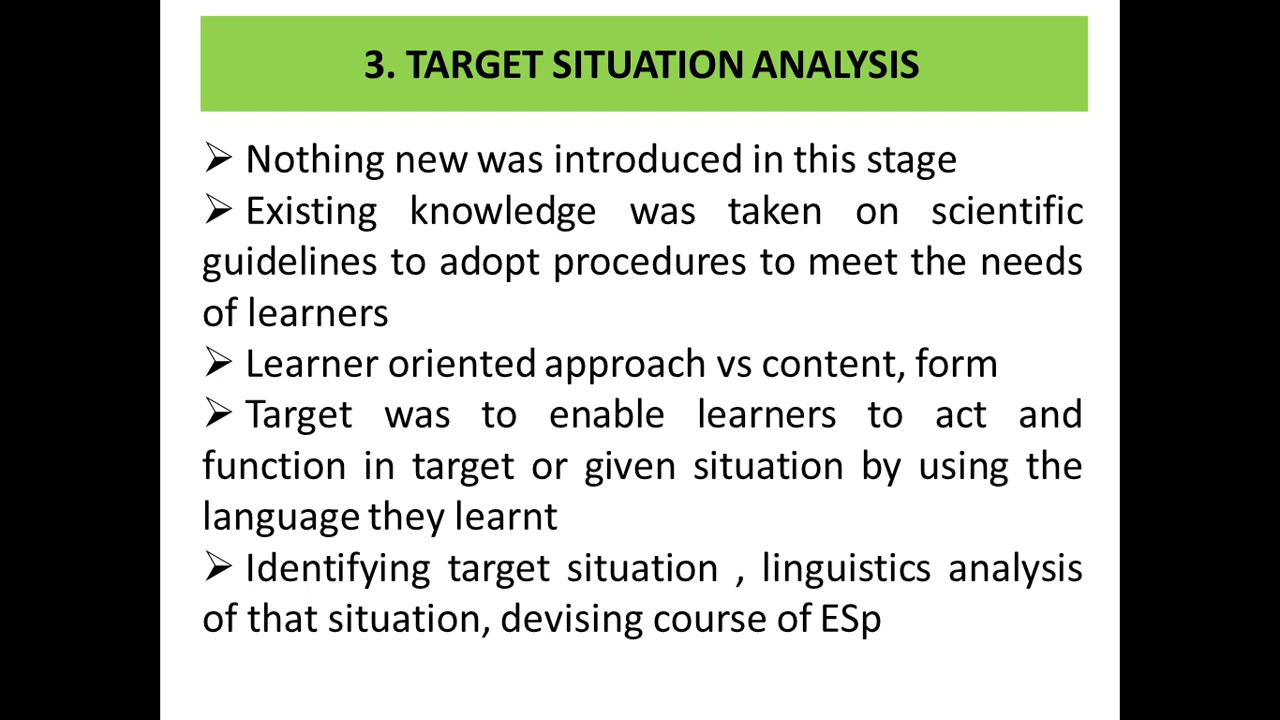 3. TARGET SITUATION ANALYSIS
➢ Nothing new was introduced in this stage
➢ Existing knowledge was taken on scientific
guidelines to adopt procedures to meet the needs
of learners
➢ Learner oriented approach vs content, form
➢ Target was to enable learners to act and
function in target or given situation by using the
language they learnt
➢ Identifying target situation , linguistics analysis
of that situation, devising course of ESp